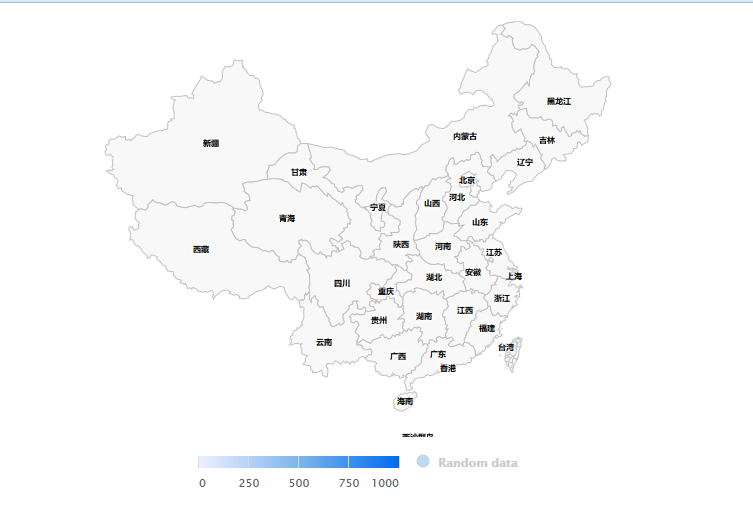 黑龙江
内蒙古
吉林
新疆
辽宁
甘肃
北京
河北
山西
宁夏
青海
山东
陕西
河南
西藏
江苏
安徽
上海
湖北
四川
重庆
浙江
江西
湖南
贵州
福建
云南
台湾
广东
广西
香港
海南
0 250 500 750 1000
Random data